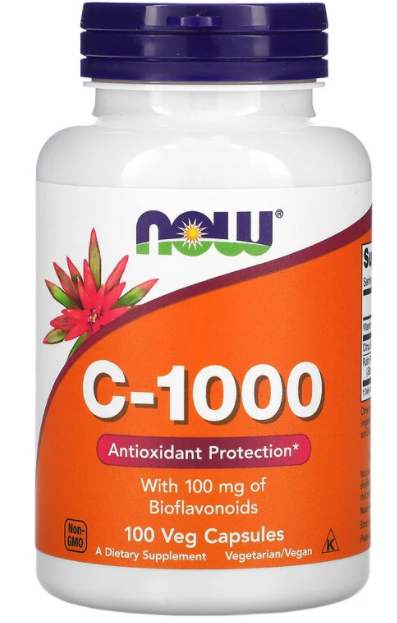 NOW®
C-1000
Antioxidant Protection*
With 100 mg of
Bioflavonoids
100 Veg Capsules
Non-
GMO
A Dietary Supplement Vegetarian/Vegan
K